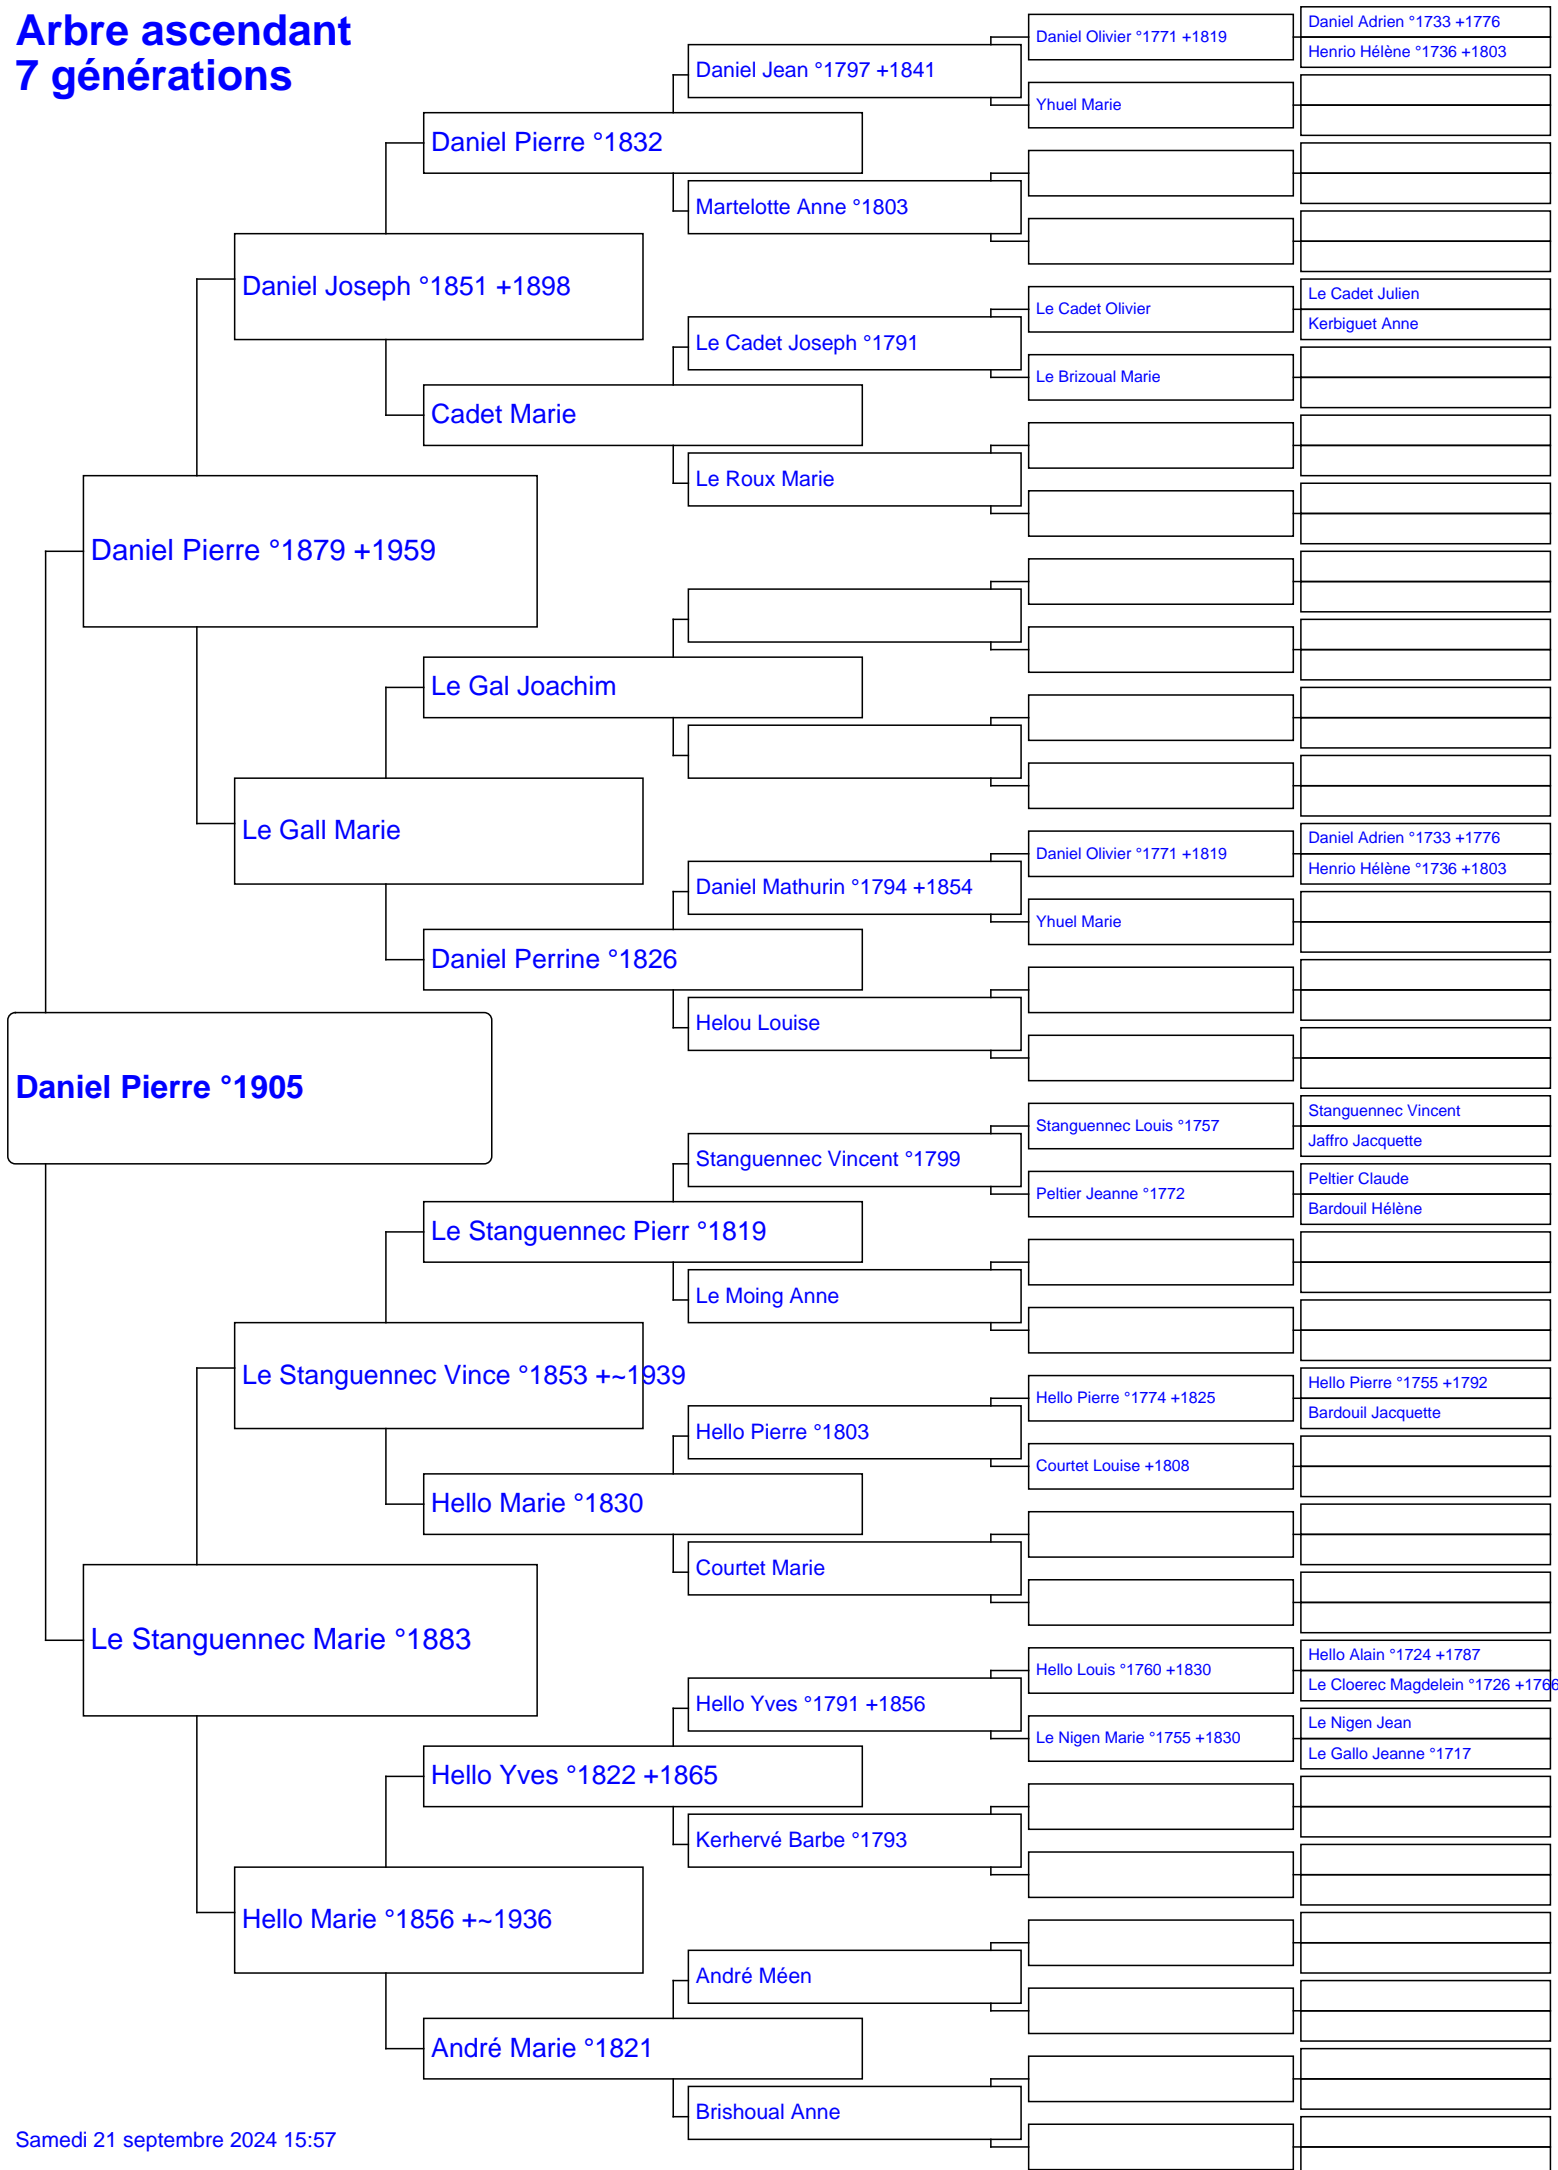 Arbre ascendant
7 générations
Daniel Adrien °1733 +1776
Daniel Olivier °1771 +1819
Henrio Hélène °1736 +1803
Daniel Jean °1797 +1841
Yhuel Marie
Daniel Pierre °1832
Martelotte Anne °1803
Daniel Joseph °1851 +1898
Le Cadet Julien
Le Cadet Olivier
Kerbiguet Anne
Le Cadet Joseph °1791
Le Brizoual Marie
Cadet Marie
Le Roux Marie
Daniel Pierre °1879 +1959
Le Gal Joachim
Le Gall Marie
Daniel Adrien °1733 +1776
Daniel Olivier °1771 +1819
Henrio Hélène °1736 +1803
Daniel Mathurin °1794 +1854
Yhuel Marie
Daniel Perrine °1826
Helou Louise
Daniel Pierre °1905
Stanguennec Vincent
Stanguennec Louis °1757
Jaffro Jacquette
Stanguennec Vincent °1799
Peltier Claude
Peltier Jeanne °1772
Bardouil Hélène
Le Stanguennec Pierr °1819
Le Moing Anne
Le Stanguennec Vince °1853 +~1939
Hello Pierre °1755 +1792
Hello Pierre °1774 +1825
Bardouil Jacquette
Hello Pierre °1803
Courtet Louise +1808
Hello Marie °1830
Courtet Marie
Le Stanguennec Marie °1883
Hello Alain °1724 +1787
Hello Louis °1760 +1830
Le Cloerec Magdelein °1726 +1766
Hello Yves °1791 +1856
Le Nigen Jean
Le Nigen Marie °1755 +1830
Le Gallo Jeanne °1717
Hello Yves °1822 +1865
Kerhervé Barbe °1793
Hello Marie °1856 +~1936
André Méen
André Marie °1821
Brishoual Anne
Samedi 21 septembre 2024 15:57